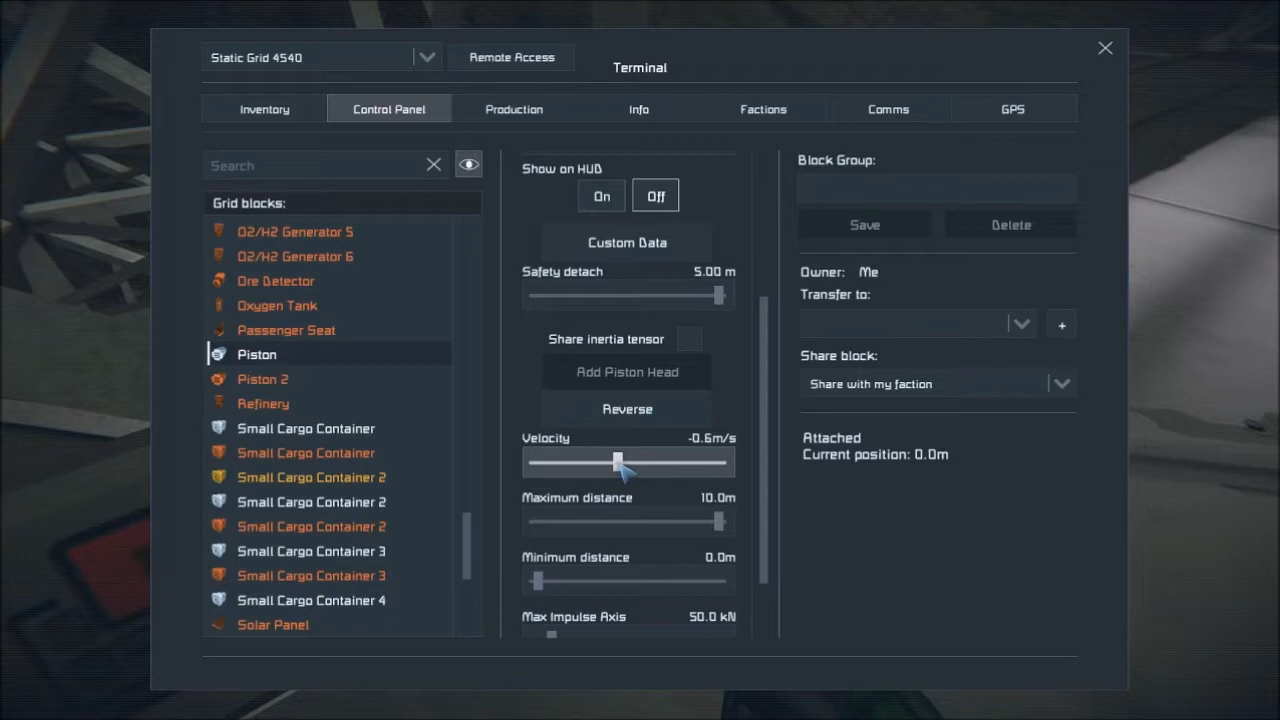 Static Grid 4540
Remote Access
Terminal
Inventory
Control Panel
Production
Info
Factions
Comms
GPS
Search
Grid blocks:
O2/H2 Generator 5
O2/H2 Generator 6
Ore Detector
Oxygen Tank
Passenger Seat
Piston
Piston 2
Refinery
Small Cargo Container
Small Cargo Container
Small Cargo Container 2
Small Cargo Container 2
Small Cargo Container 2
Small Cargo Container 3
Small Cargo Container 3
Small Cargo Container 4
Solar Panel
Show on HUD
On
Off
Custom Data
Safety detach 5.00 m
Share inertia tensor
Add Piston Head
Reverse
Velocity -0.6m/s
Maximum distance 10.0m
Minimum distance 0.0m
Max Impulse Axis 50.0 kN
Block Group:
Save
Delete
Owner: Me
Transfer to:
+
Share block:
Share with my faction
Attached
Current position: 0.0m